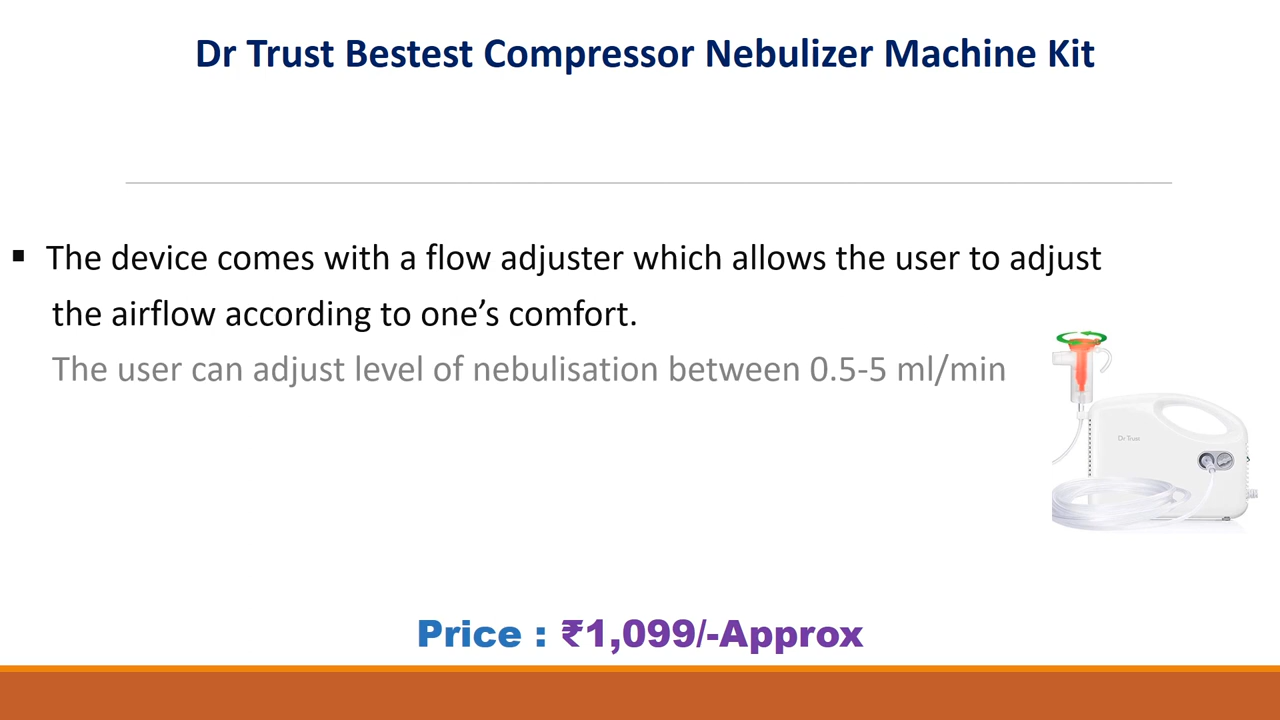 Dr Trust Bestest Compressor Nebulizer Machine Kit
▪ The device comes with a flow adjuster which allows the user to adjust
the airflow according to one’s comfort.
The user can adjust level of nebulisation between 0.5-5 ml/min
Dr Trust
Price : ₹1,099/-Approx